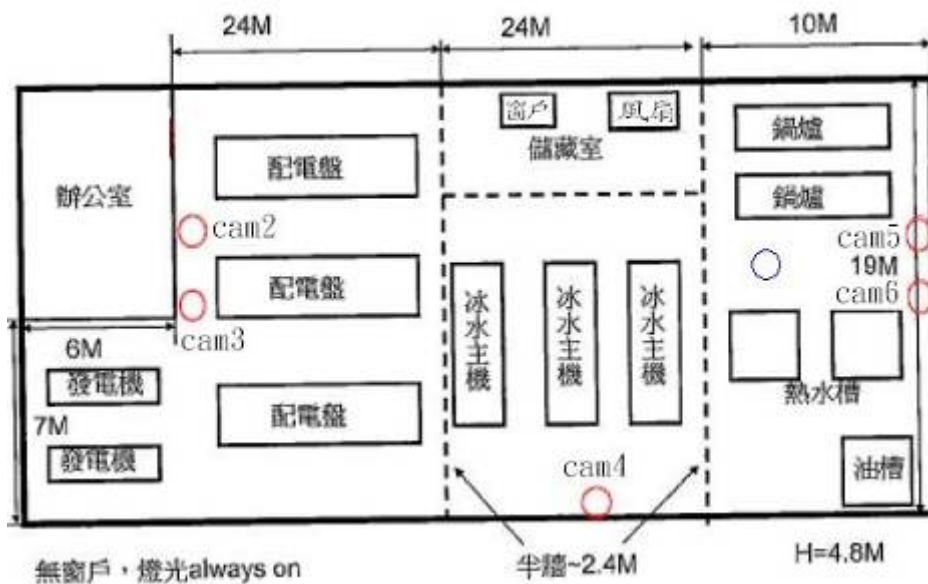 24M
24M
10M
窗戶
風扇
儲藏室
鍋爐
配電盤
辦公室
鍋爐
cam2
cam5
19M
配電盤
冰水主機
冰水主機
冰水主機
cam6
cam3
6M
發電機
熱水槽
配電盤
7M
發電機
cam4
油槽
無窗戶，燈光always on
半牆~2.4M
H=4.8M